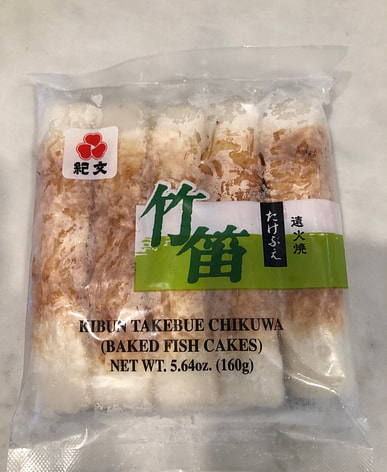 紀文
竹笛
たけふえ
遠火焼
KIBUN TAKEBUE CHIKUWA
(BAKED FISH CAKES)
NET WT. 5.64oz. (160g)